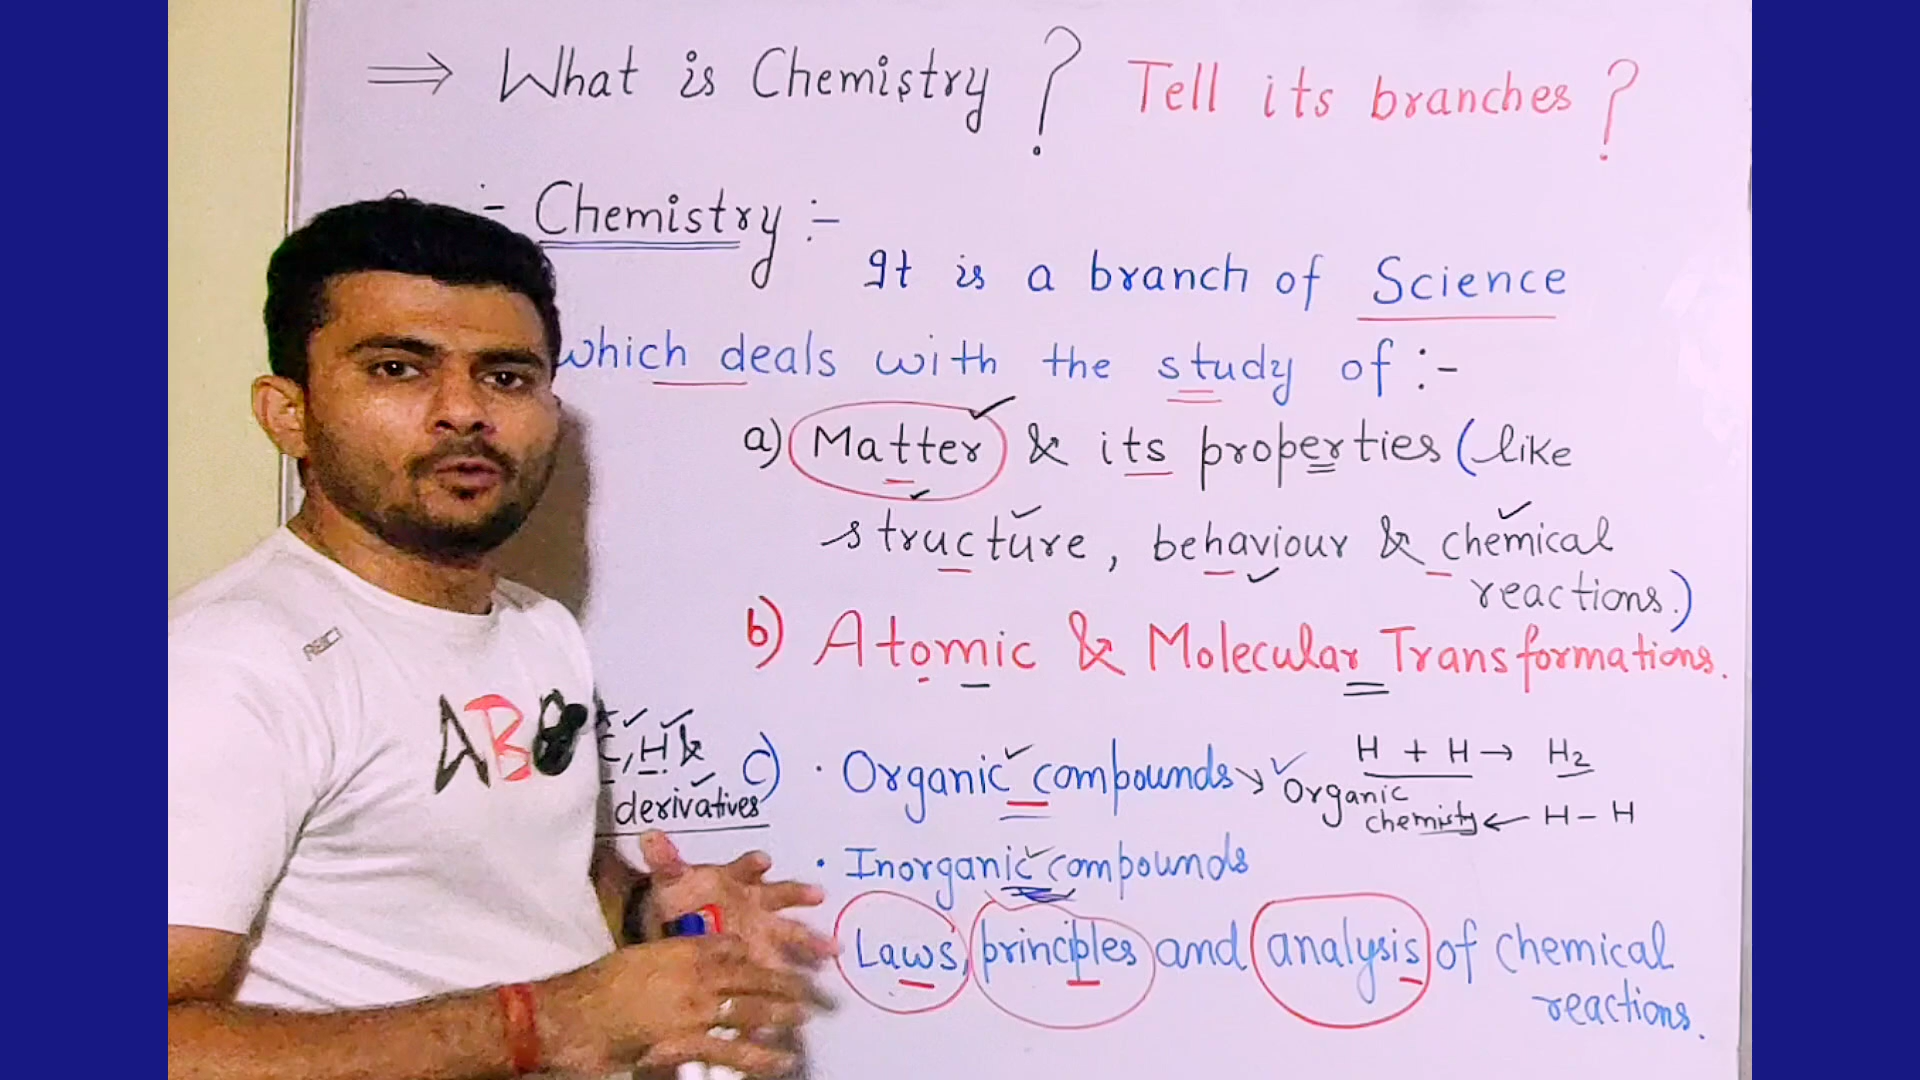 ⇒ What is Chemistry ? Tell its branches ?
:- Chemistry :-
It is a branch of Science
which deals with the study of :-
a) Matter & its properties (like
structure, behaviour & chemical
reactions.)
b) Atomic & Molecular Transformations.
C, H &
derivatives
c) · Organic compounds → Organic chemistry
H + H → H2
← H - H
· Inorganic compounds
Laws, principles and analysis of chemical
reactions.
AB